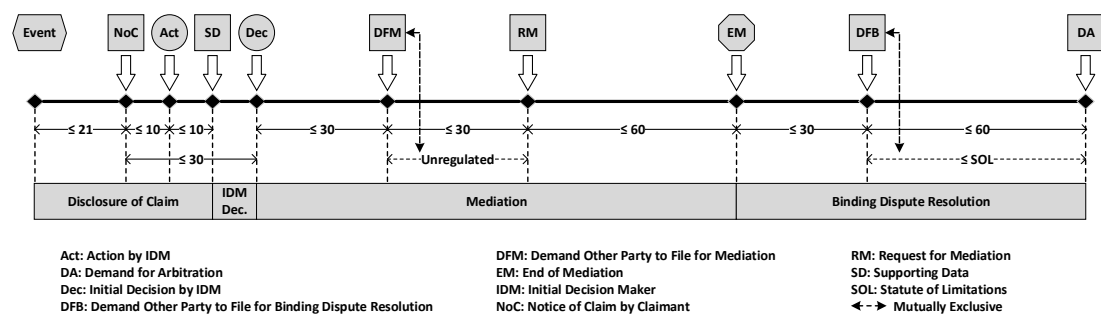 Event NoC Act SD Dec DFM RM EM DFB DA
≤ 21 ≤ 10 ≤ 10 ≤ 30 ≤ 30 ≤ 60 ≤ 30 ≤ 60
≤ 30 Unregulated ≤ SOL
Disclosure of Claim IDM Dec. Mediation Binding Dispute Resolution
Act: Action by IDM
DA: Demand for Arbitration
Dec: Initial Decision by IDM
DFB: Demand Other Party to File for Binding Dispute Resolution
DFM: Demand Other Party to File for Mediation
EM: End of Mediation
IDM: Initial Decision Maker
NoC: Notice of Claim by Claimant
RM: Request for Mediation
SD: Supporting Data
SOL: Statute of Limitations
Mutually Exclusive